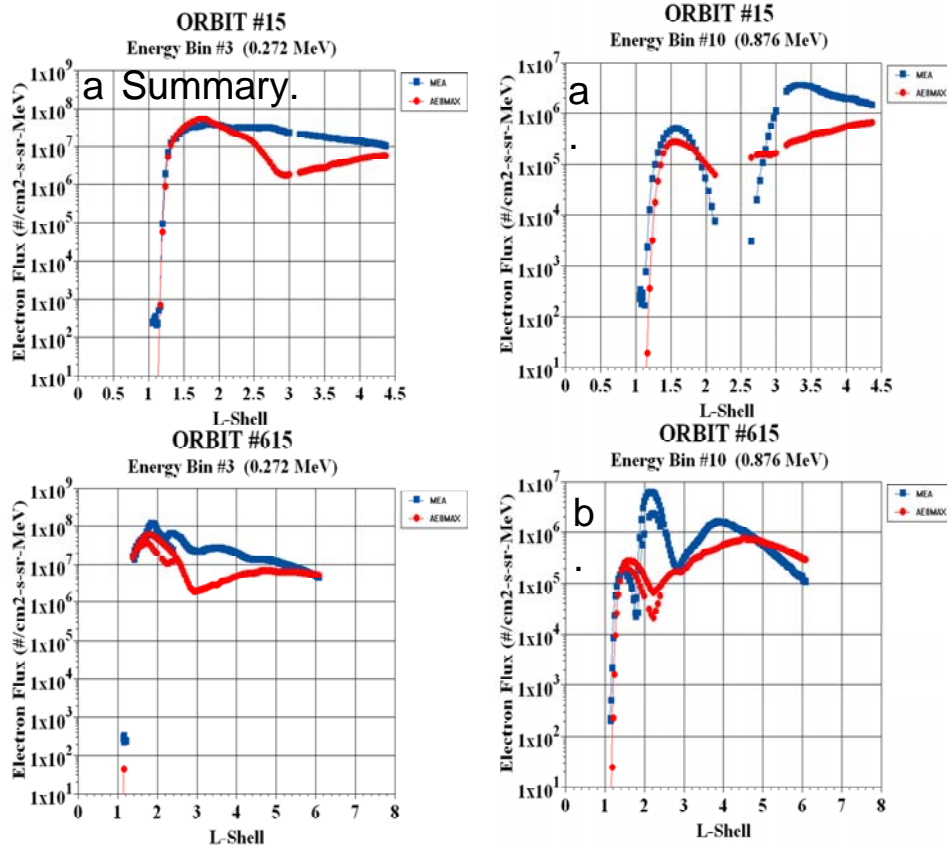 ORBIT #15
Energy Bin #3 (0.272 MeV)
a Summary.
MEA
AE8MAX
Electron Flux (#/cm2-s-sr-MeV)
1x10^9
1x10^8
1x10^7
1x10^6
1x10^5
1x10^4
1x10^3
1x10^2
1x10^1
0 0.5 1 1.5 2 2.5 3 3.5 4 4.5
L-Shell
ORBIT #15
Energy Bin #10 (0.876 MeV)
a
.
MEA
AE8MAX
Electron Flux (#/cm2-s-sr-MeV)
1x10^7
1x10^6
1x10^5
1x10^4
1x10^3
1x10^2
1x10^1
0 0.5 1 1.5 2 2.5 3 3.5 4 4.5
L-Shell
ORBIT #615
Energy Bin #3 (0.272 MeV)
MEA
AE8MAX
Electron Flux (#/cm2-s-sr-MeV)
1x10^9
1x10^8
1x10^7
1x10^6
1x10^5
1x10^4
1x10^3
1x10^2
1x10^1
0 1 2 3 4 5 6 7 8
L-Shell
ORBIT #615
Energy Bin #10 (0.876 MeV)
b
.
MEA
AE8MAX
Electron Flux (#/cm2-s-sr-MeV)
1x10^7
1x10^6
1x10^5
1x10^4
1x10^3
1x10^2
1x10^1
0 1 2 3 4 5 6 7 8
L-Shell